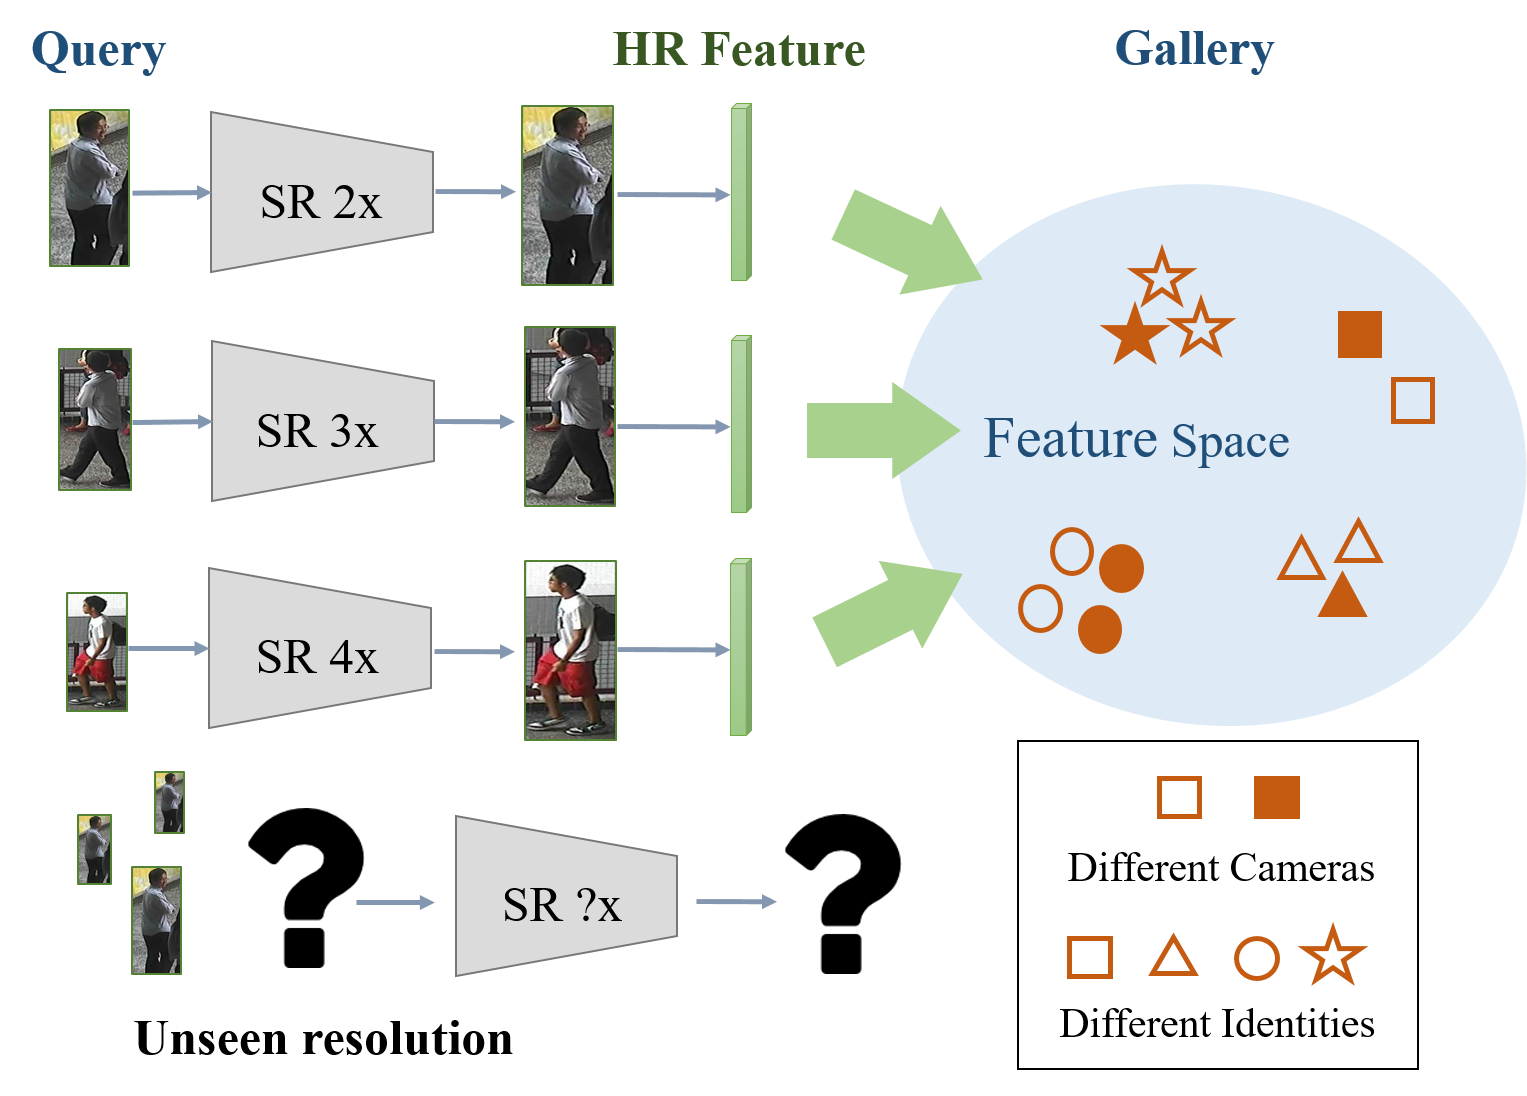 Query
HR Feature
Gallery
SR 2x
SR 3x
Feature Space
SR 4x
SR ?x
Different Cameras
Different Identities
Unseen resolution